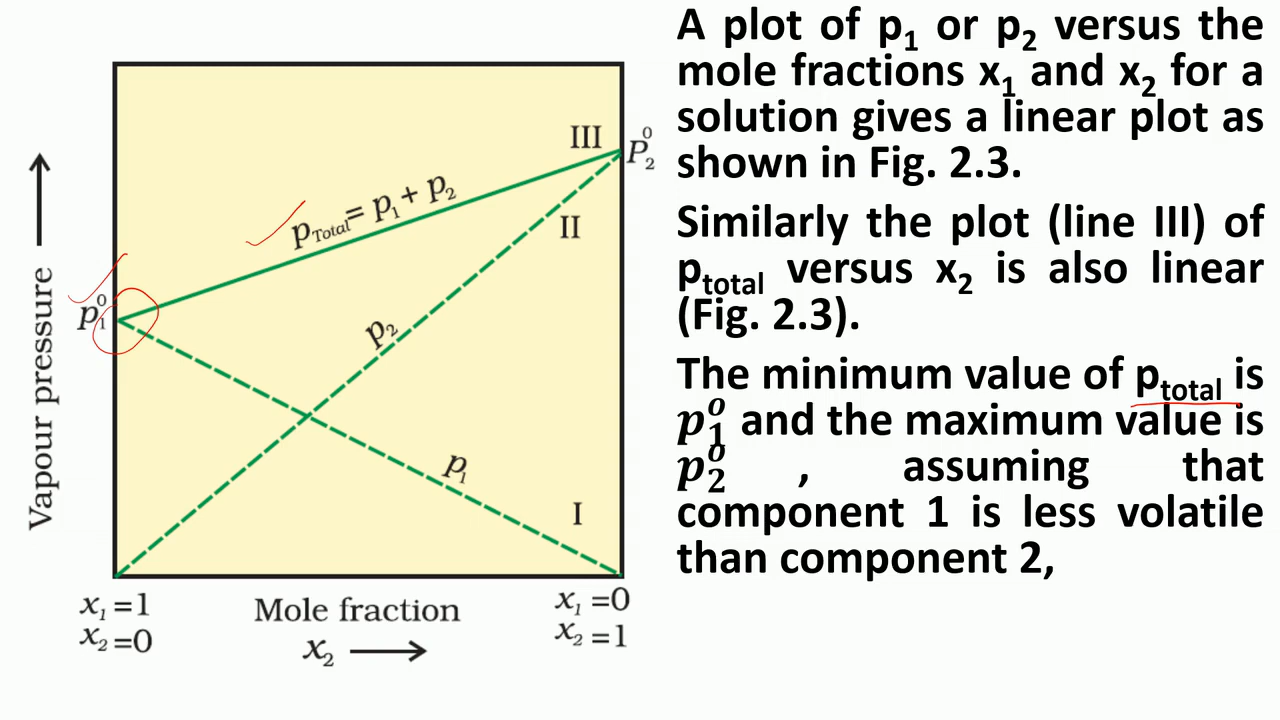 A plot of p₁ or p₂ versus the
mole fractions x₁ and x₂ for a
solution gives a linear plot as
shown in Fig. 2.3.
Similarly the plot (line III) of
p_total versus x₂ is also linear
(Fig. 2.3).
The minimum value of p_total is
p₁ᵒ and the maximum value is
p₂ᵒ , assuming that
component 1 is less volatile
than component 2,
III
P₂⁰
p_Total = p₁ + p₂
II
p₁⁰
p₂
p₁
I
Vapour pressure
x₁ =1
x₂ =0
Mole fraction
x₂
x₁ =0
x₂ =1